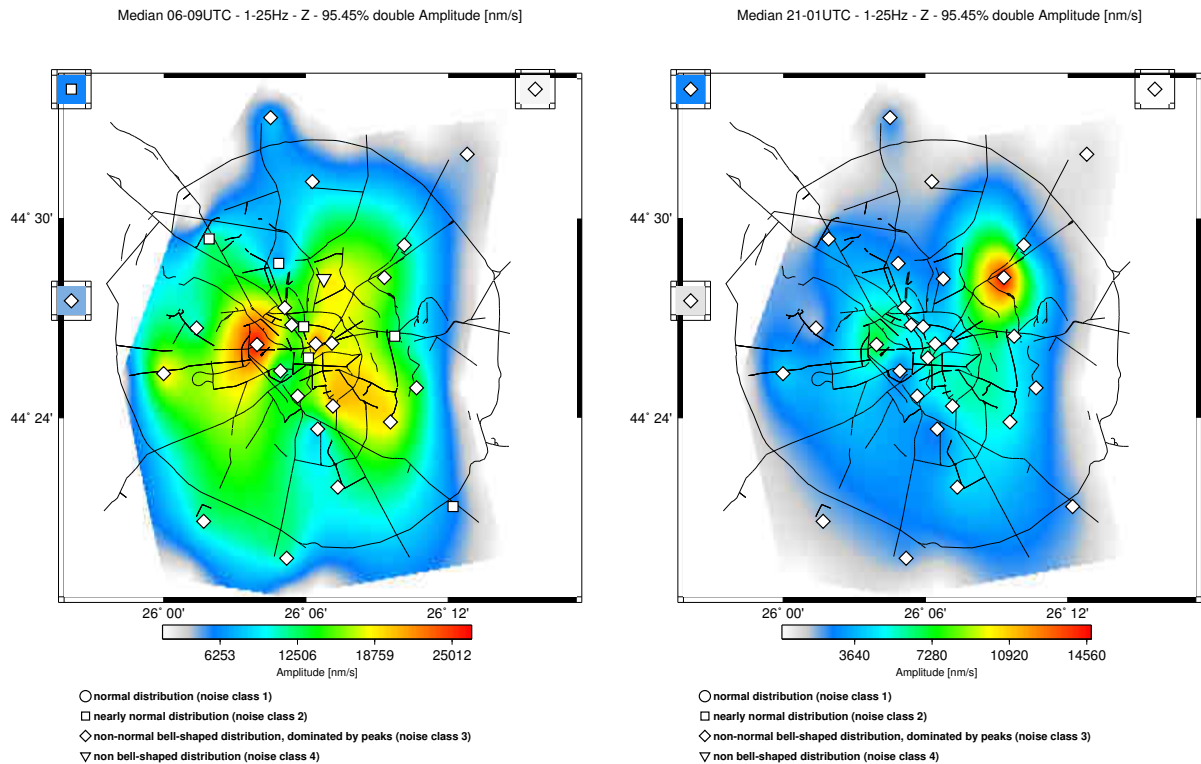 Median 06-09UTC - 1-25Hz - Z - 95.45% double Amplitude [nm/s]
44° 30'
44° 24'
26° 00' 26° 06' 26° 12'
6253 12506 18759 25012
Amplitude [nm/s]
normal distribution (noise class 1)
nearly normal distribution (noise class 2)
non-normal bell-shaped distribution, dominated by peaks (noise class 3)
non bell-shaped distribution (noise class 4)
Median 21-01UTC - 1-25Hz - Z - 95.45% double Amplitude [nm/s]
44° 30'
44° 24'
26° 00' 26° 06' 26° 12'
3640 7280 10920 14560
Amplitude [nm/s]
normal distribution (noise class 1)
nearly normal distribution (noise class 2)
non-normal bell-shaped distribution, dominated by peaks (noise class 3)
non bell-shaped distribution (noise class 4)